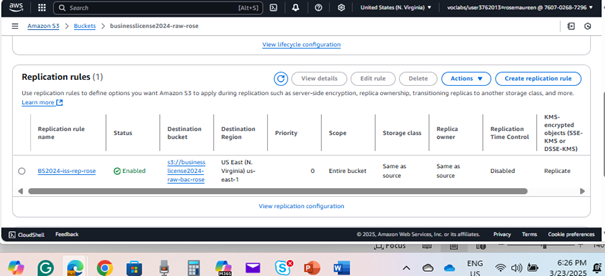 aws
Search
[Alt+S]
United States (N. Virginia)
voclabs/user3762013=rosemaureen @ 7607-0268-7296
Amazon S3 > Buckets > businesslicense2024-raw-rose
View lifecycle configuration
Replication rules (1)
View details
Edit rule
Delete
Actions
Create replication rule
Use replication rules to define options you want Amazon S3 to apply during replication such as server-side encryption, replica ownership, transitioning replicas to another storage class, and more.
Learn more
Replication rule name
Status
Destination bucket
Destination Region
Priority
Scope
Storage class
Replica owner
Replication Time Control
KMS-encrypted objects (SSE-KMS or DSSE-KMS)
BS2024-iss-rep-rose
Enabled
s3://business
license2024-
raw-bac-rose
US East (N.
Virginia) us-
east-1
0
Entire bucket
Same as
source
Same as
source
Disabled
Replicate
View replication configuration
CloudShell
Feedback
© 2025, Amazon Web Services, Inc. or its affiliates.
Privacy
Terms
Cookie preferences
Focus
ENG
US
6:26 PM
3/23/2025